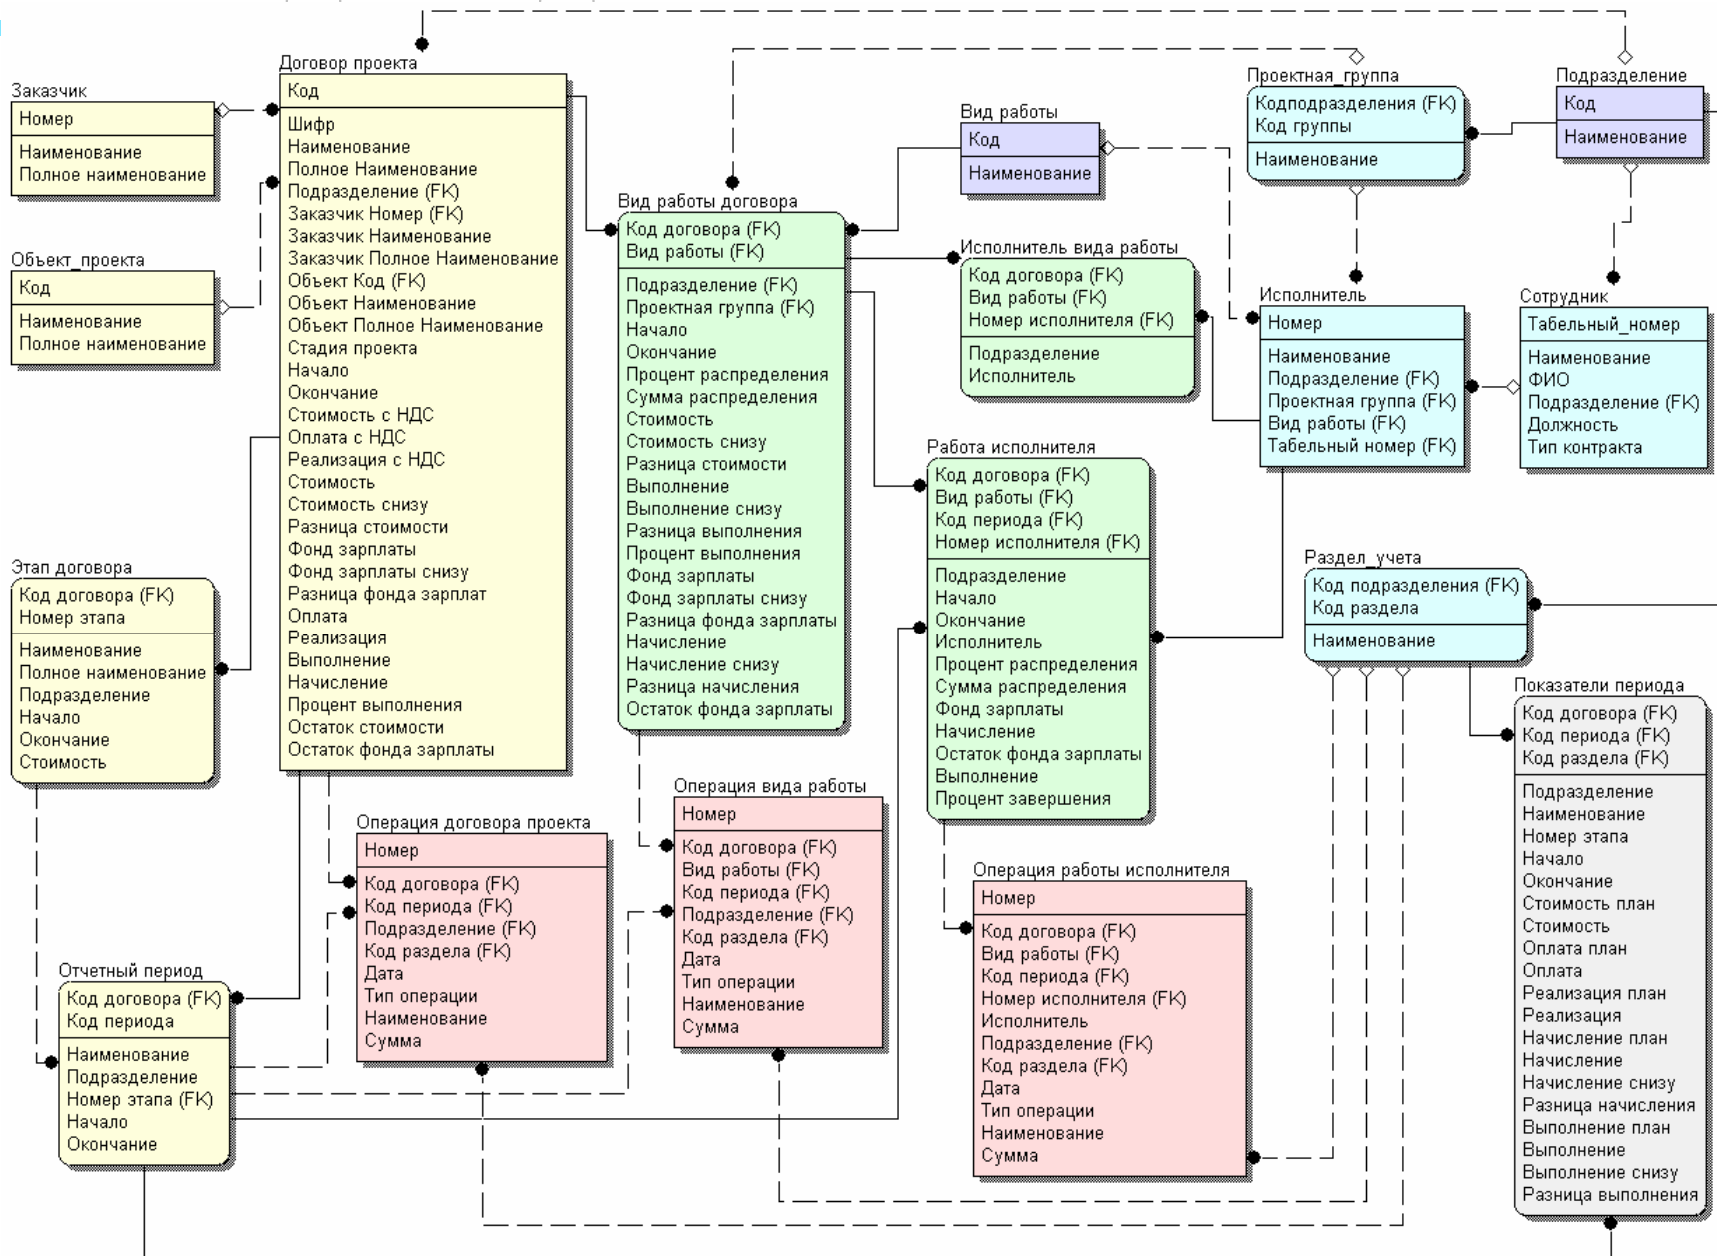 Договор проекта
Код
Шифр
Наименование
Полное Наименование
Подразделение (FK)
Заказчик Номер (FK)
Заказчик Наименование
Заказчик Полное Наименование
Объект Код (FK)
Объект Наименование
Объект Полное Наименование
Стадия проекта
Начало
Окончание
Стоимость с НДС
Оплата с НДС
Реализация с НДС
Стоимость
Стоимость снизу
Разница стоимости
Фонд зарплаты
Фонд зарплаты снизу
Разница фонда зарплат
Оплата
Реализация
Выполнение
Начисление
Процент выполнения
Остаток стоимости
Остаток фонда зарплаты
Заказчик
Номер
Наименование
Полное наименование
Объект_проекта
Код
Наименование
Полное наименование
Этап договора
Код договора (FK)
Номер этапа
Наименование
Полное наименование
Подразделение
Начало
Окончание
Стоимость
Отчетный период
Код договора (FK)
Код периода
Наименование
Подразделение
Номер этапа (FK)
Начало
Окончание
Операция договора проекта
Номер
Код договора (FK)
Код периода (FK)
Подразделение (FK)
Код раздела (FK)
Дата
Тип операции
Наименование
Сумма
Вид работы договора
Код договора (FK)
Вид работы (FK)
Подразделение (FK)
Проектная группа (FK)
Начало
Окончание
Процент распределения
Сумма распределения
Стоимость
Стоимость снизу
Разница стоимости
Выполнение
Выполнение снизу
Разница выполнения
Процент выполнения
Фонд зарплаты
Фонд зарплаты снизу
Разница фонда зарплаты
Начисление
Начисление снизу
Разница начисления
Остаток фонда зарплаты
Операция вида работы
Номер
Код договора (FK)
Вид работы (FK)
Код периода (FK)
Подразделение (FK)
Код раздела (FK)
Дата
Тип операции
Наименование
Сумма
Вид работы
Код
Наименование
Исполнитель вида работы
Код договора (FK)
Вид работы (FK)
Номер исполнителя (FK)
Подразделение
Исполнитель
Работа исполнителя
Код договора (FK)
Вид работы (FK)
Код периода (FK)
Номер исполнителя (FK)
Подразделение
Начало
Окончание
Исполнитель
Процент распределения
Сумма распределения
Фонд зарплаты
Начисление
Остаток фонда зарплаты
Выполнение
Процент завершения
Операция работы исполнителя
Номер
Код договора (FK)
Вид работы (FK)
Код периода (FK)
Номер исполнителя (FK)
Исполнитель
Подразделение (FK)
Код раздела (FK)
Дата
Тип операции
Наименование
Сумма
Проектная_группа
Кодподразделения (FK)
Код группы
Наименование
Подразделение
Код
Наименование
Исполнитель
Номер
Наименование
Подразделение (FK)
Проектная группа (FK)
Вид работы (FK)
Табельный номер (FK)
Сотрудник
Табельный_номер
Наименование
ФИО
Подразделение (FK)
Должность
Тип контракта
Раздел_учета
Код подразделения (FK)
Код раздела
Наименование
Показатели периода
Код договора (FK)
Код периода (FK)
Код раздела (FK)
Подразделение
Наименование
Номер этапа
Начало
Окончание
Стоимость план
Стоимость
Оплата план
Оплата
Реализация план
Реализация
Начисление план
Начисление
Начисление снизу
Разница начисления
Выполнение план
Выполнение
Выполнение снизу
Разница выполнения